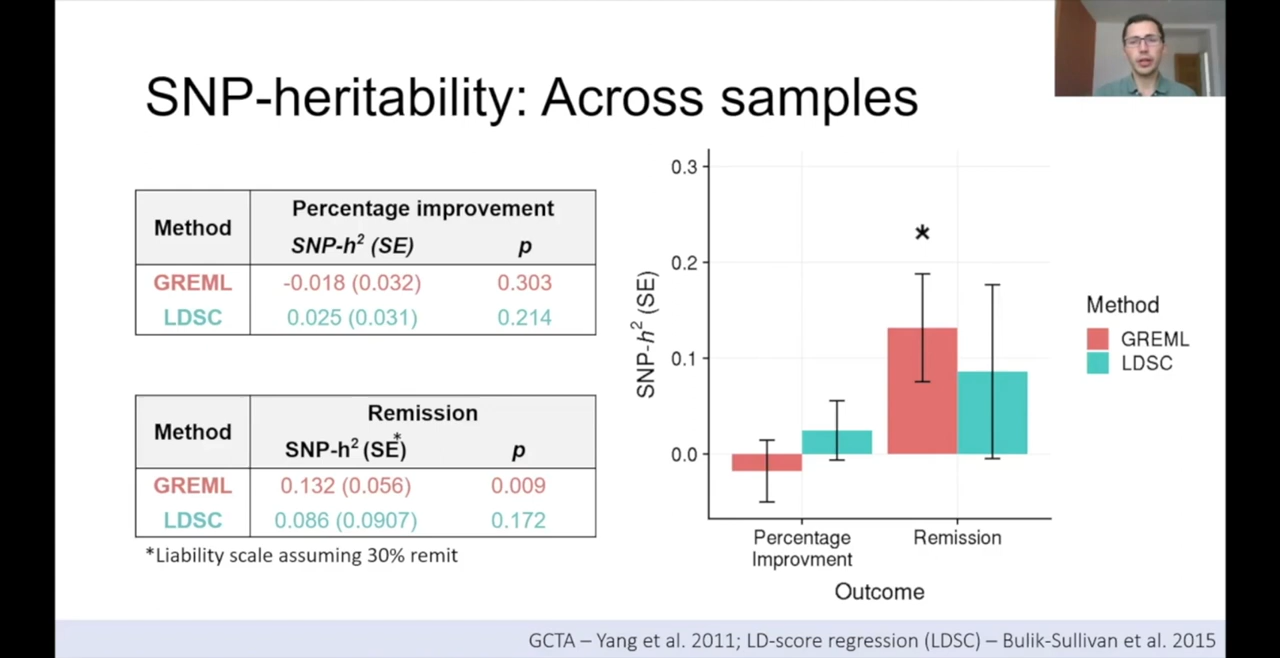 SNP-heritability: Across samples
Method
Percentage improvement
SNP-h² (SE)
p
GREML
-0.018 (0.032)
0.303
LDSC
0.025 (0.031)
0.214
Method
Remission
SNP-h² (SE)*
p
GREML
0.132 (0.056)
0.009
LDSC
0.086 (0.0907)
0.172
*Liability scale assuming 30% remit
SNP-h² (SE)
0.3
0.2
0.1
0.0
*
Percentage
Improvment
Remission
Outcome
Method
GREML
LDSC
GCTA – Yang et al. 2011; LD-score regression (LDSC) – Bulik-Sullivan et al. 2015